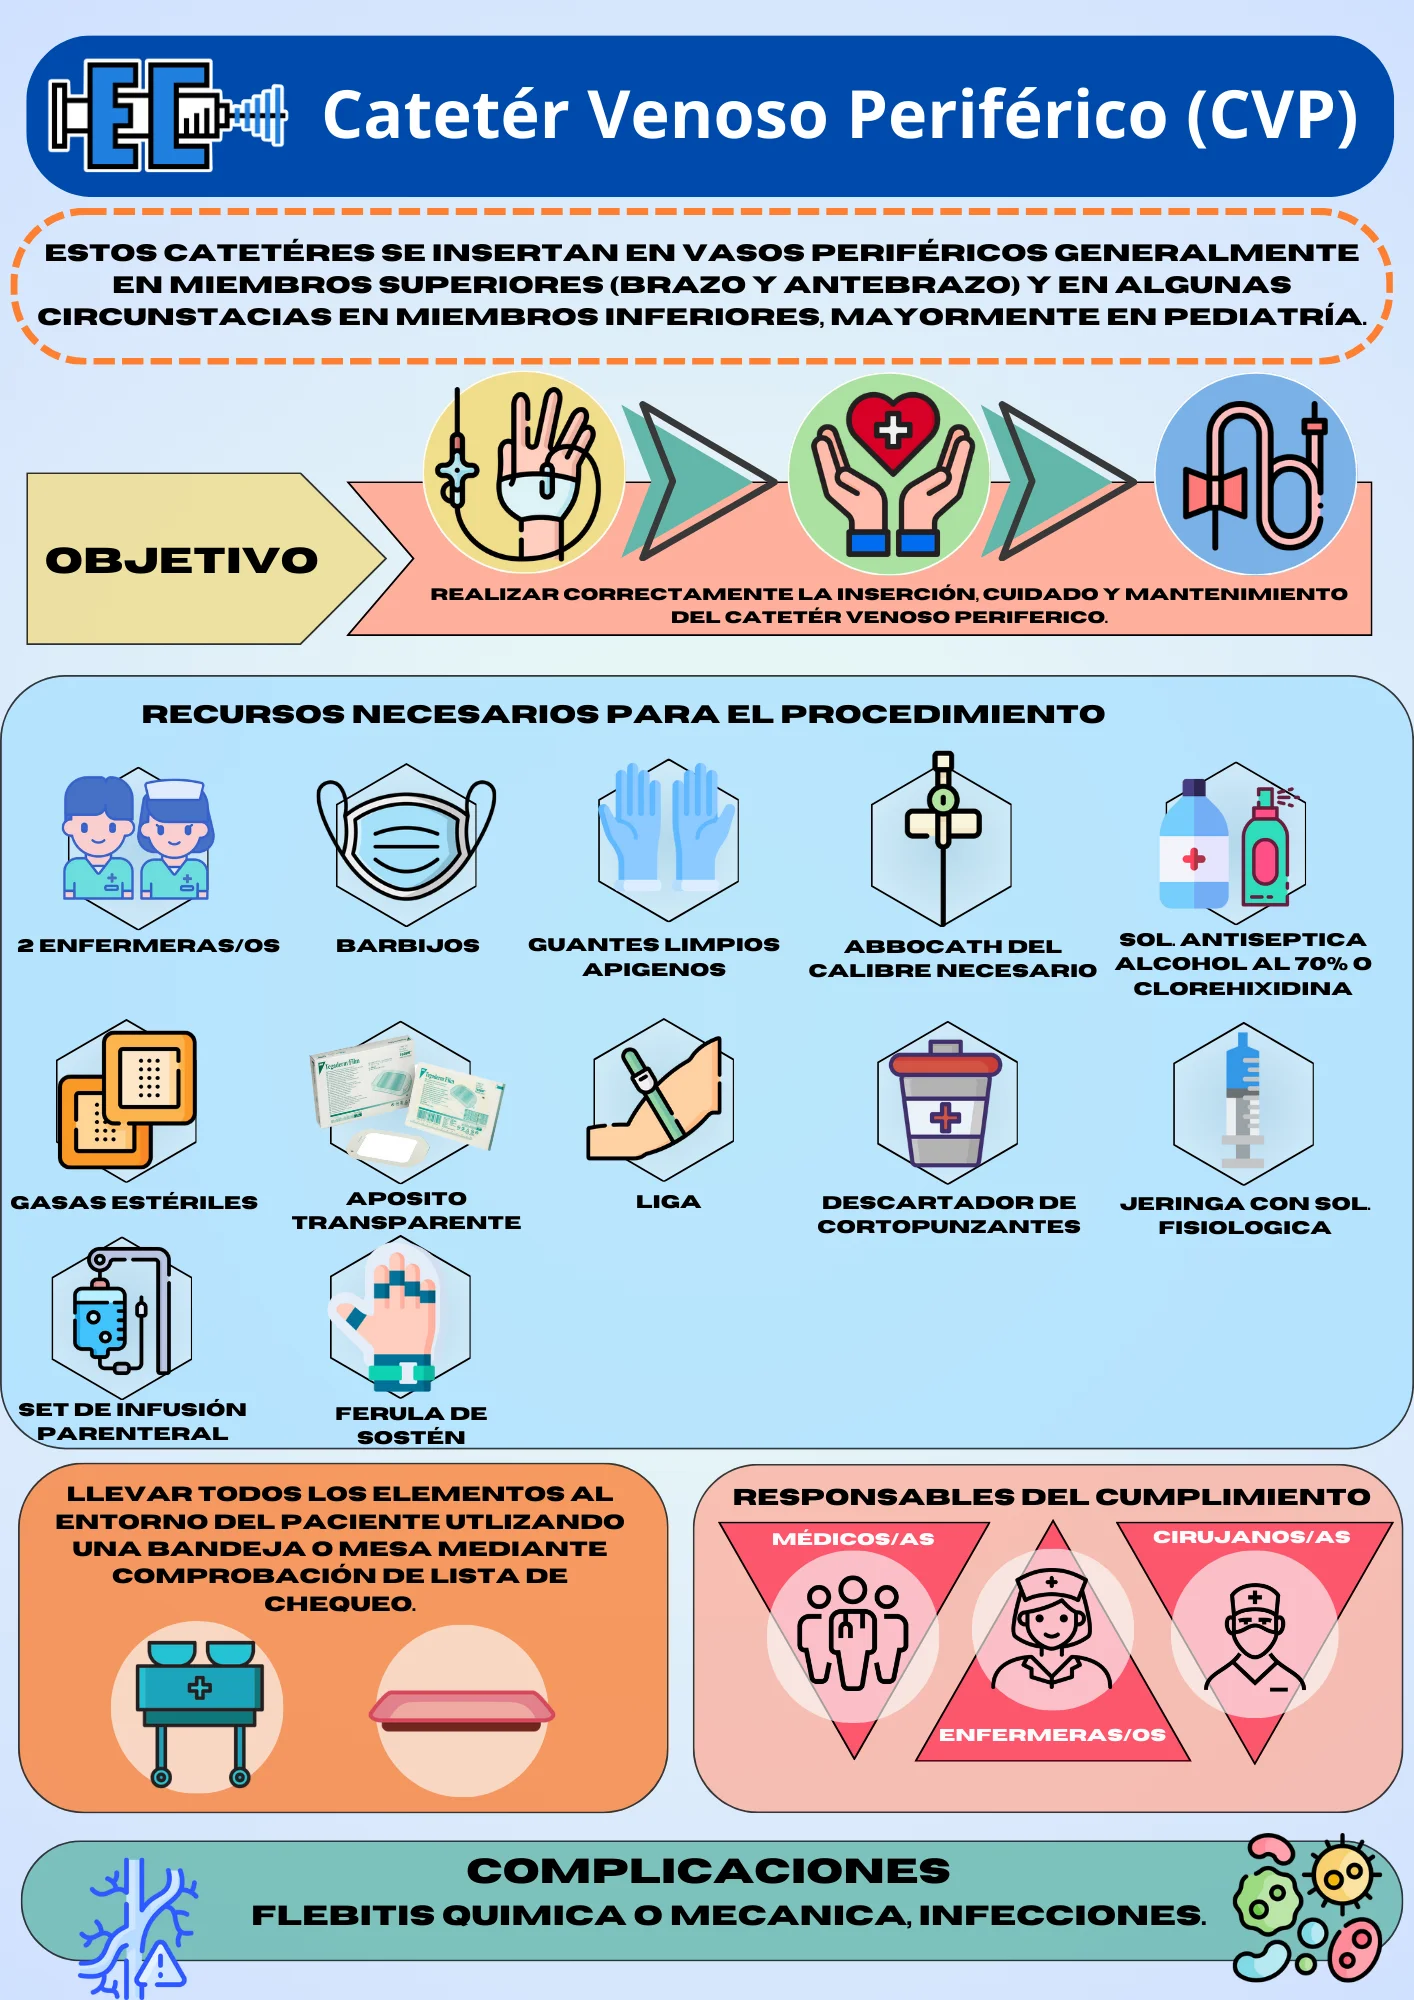 EC
Catetér Venoso Periférico (CVP)
ESTOS CATETÉRES SE INSERTAN EN VASOS PERIFÉRICOS GENERALMENTE
EN MIEMBROS SUPERIORES (BRAZO Y ANTEBRAZO) Y EN ALGUNAS
CIRCUNSTACIAS EN MIEMBROS INFERIORES, MAYORMENTE EN PEDIATRÍA.
OBJETIVO
REALIZAR CORRECTAMENTE LA INSERCIÓN, CUIDADO Y MANTENIMIENTO
DEL CATETÉR VENOSO PERIFERICO.
RECURSOS NECESARIOS PARA EL PROCEDIMIENTO
2 ENFERMERAS/OS
BARBIJOS
GUANTES LIMPIOS
APIGENOS
ABBOCATH DEL
CALIBRE NECESARIO
SOL. ANTISEPTICA
ALCOHOL AL 70% O
CLOREHIXIDINA
GASAS ESTÉRILES
Tegaderm Film
Tegaderm Film
APOSITO
TRANSPARENTE
LIGA
DESCARTADOR DE
CORTOPUNZANTES
JERINGA CON SOL.
FISIOLOGICA
SET DE INFUSIÓN
PARENTERAL
FERULA DE
SOSTÉN
LLEVAR TODOS LOS ELEMENTOS AL
ENTORNO DEL PACIENTE UTLIZANDO
UNA BANDEJA O MESA MEDIANTE
COMPROBACIÓN DE LISTA DE
CHEQUEO.
RESPONSABLES DEL CUMPLIMIENTO
MÉDICOS/AS
ENFERMERAS/OS
CIRUJANOS/AS
COMPLICACIONES
FLEBITIS QUIMICA O MECANICA, INFECCIONES.